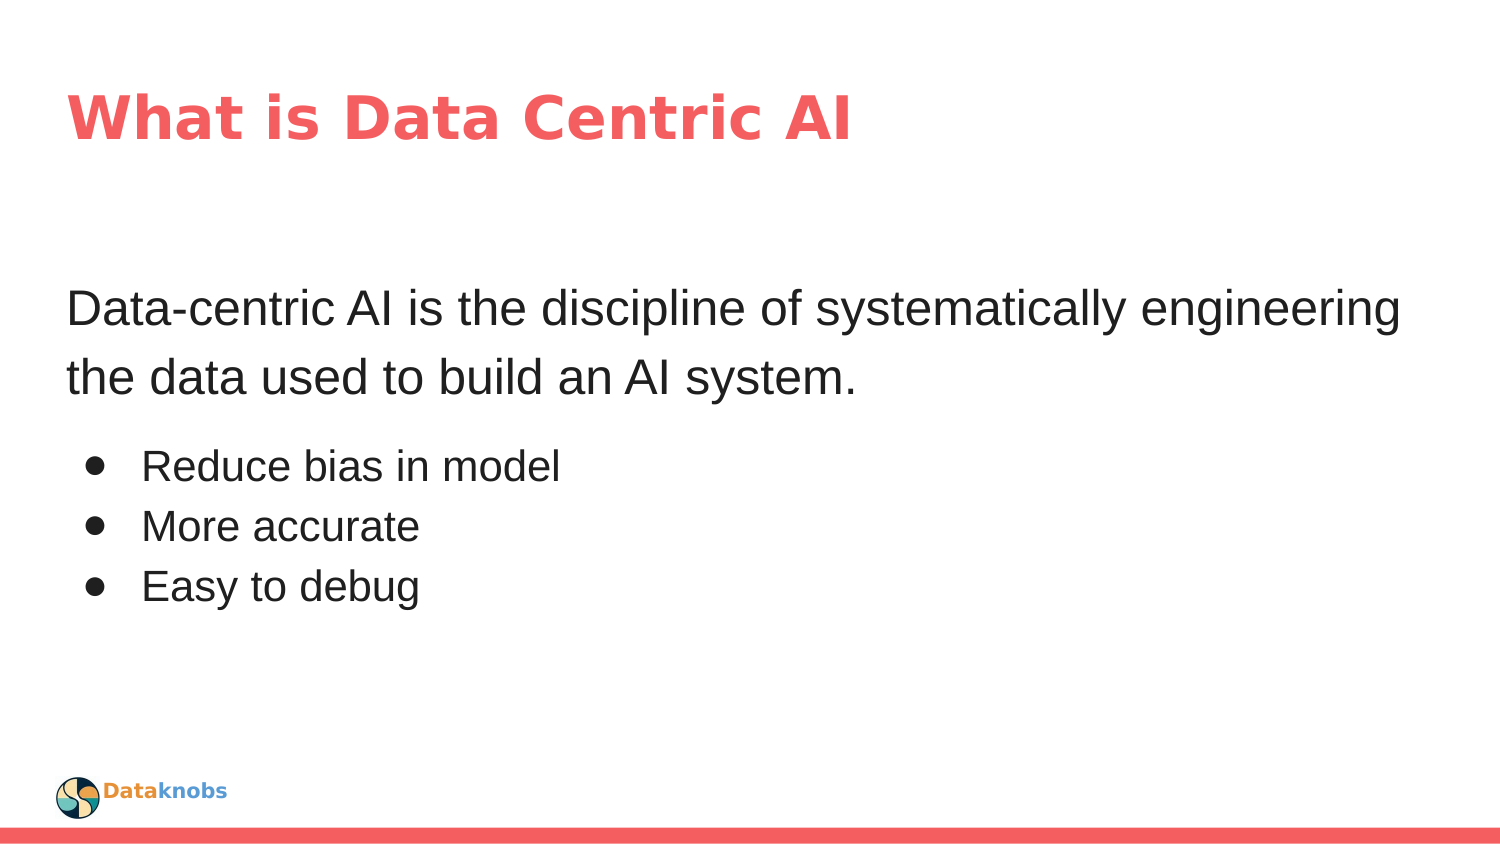 What is Data Centric AI
Data-centric AI is the discipline of systematically engineering
the data used to build an AI system.
● Reduce bias in model
● More accurate
● Easy to debug
Dataknobs